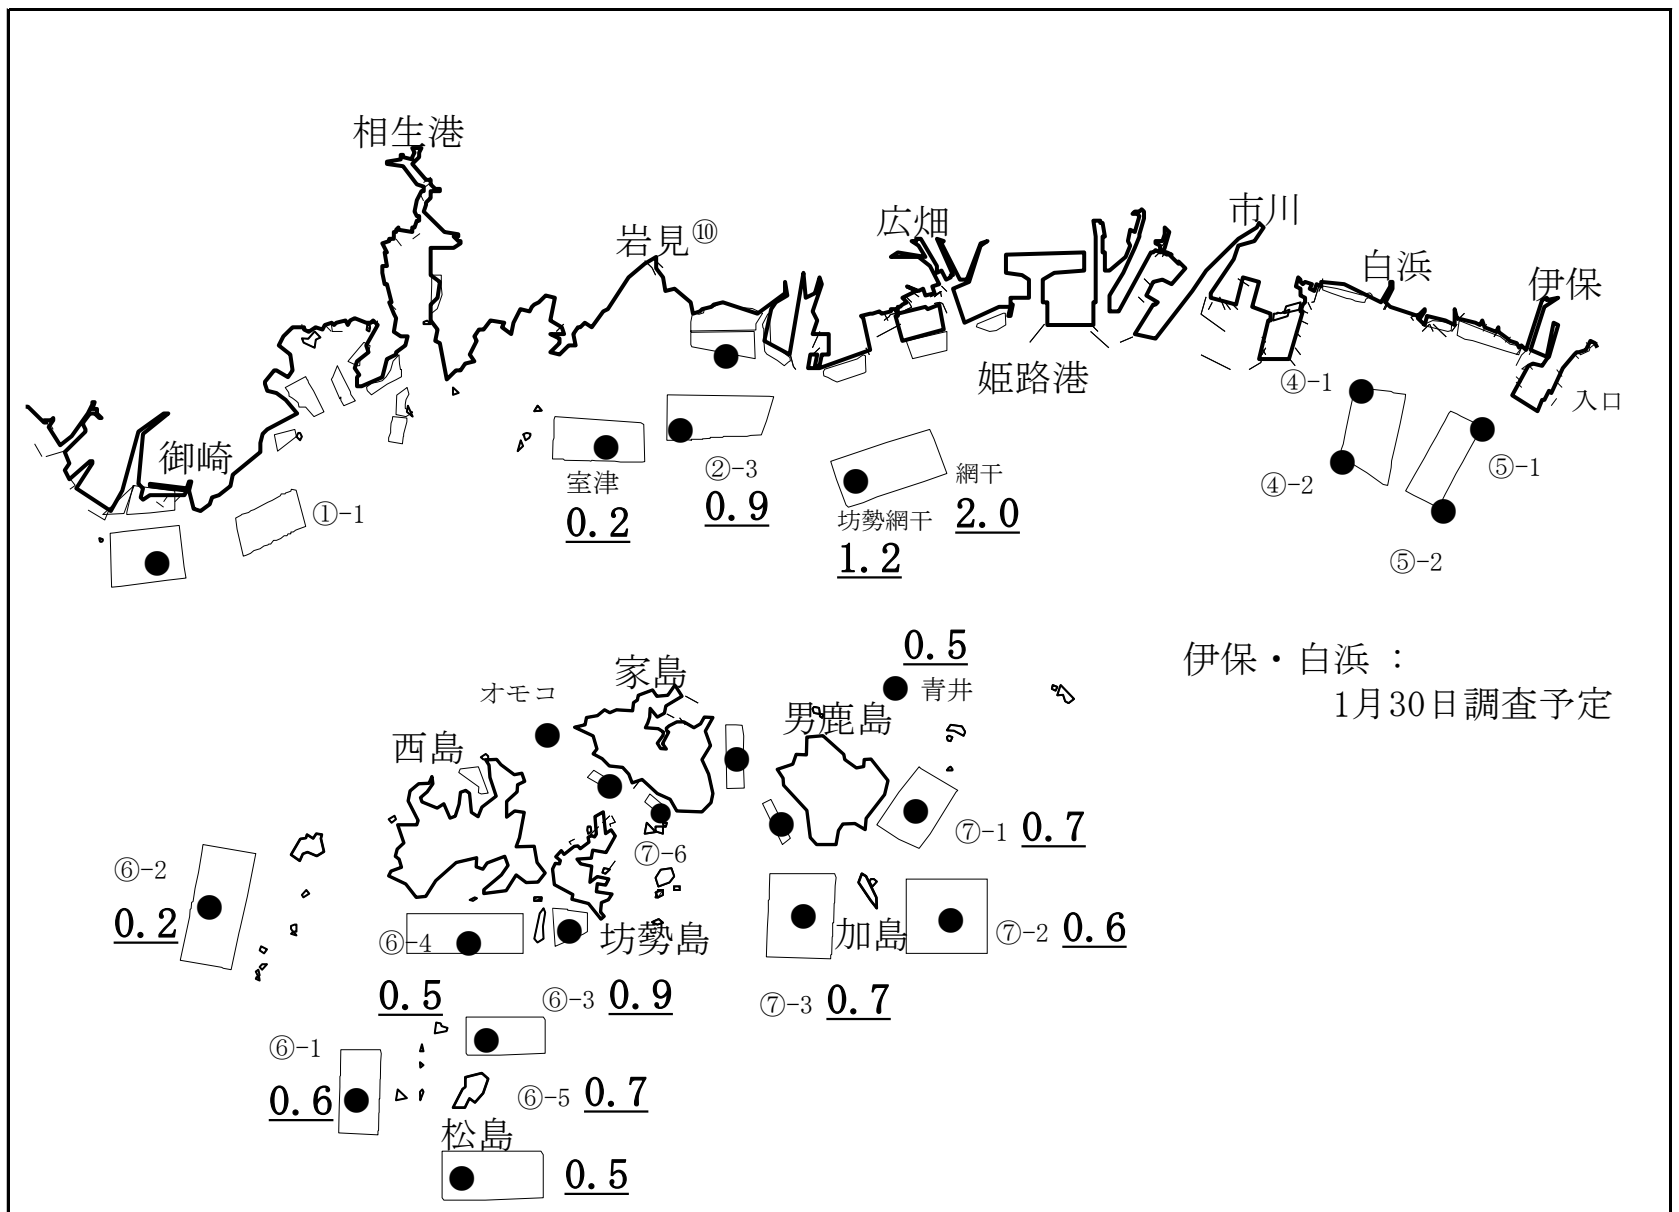 相生港
市川
広畑
岩見⑩
白浜
伊保
姫路港
④-1
入口
御崎
室津
②-3
網干
⑤-1
④-2
①-1
0.2
0.9
坊勢網干
2.0
1.2
⑤-2
0.5
家島
オモコ
青井
伊保・白浜 :
1月30日調査予定
男鹿島
西島
⑦-1 0.7
⑦-6
⑥-2
0.2
⑥-4
坊勢島
加島
⑦-2 0.6
0.5
⑥-3 0.9
⑦-3 0.7
⑥-1
0.6
⑥-5 0.7
松島
0.5